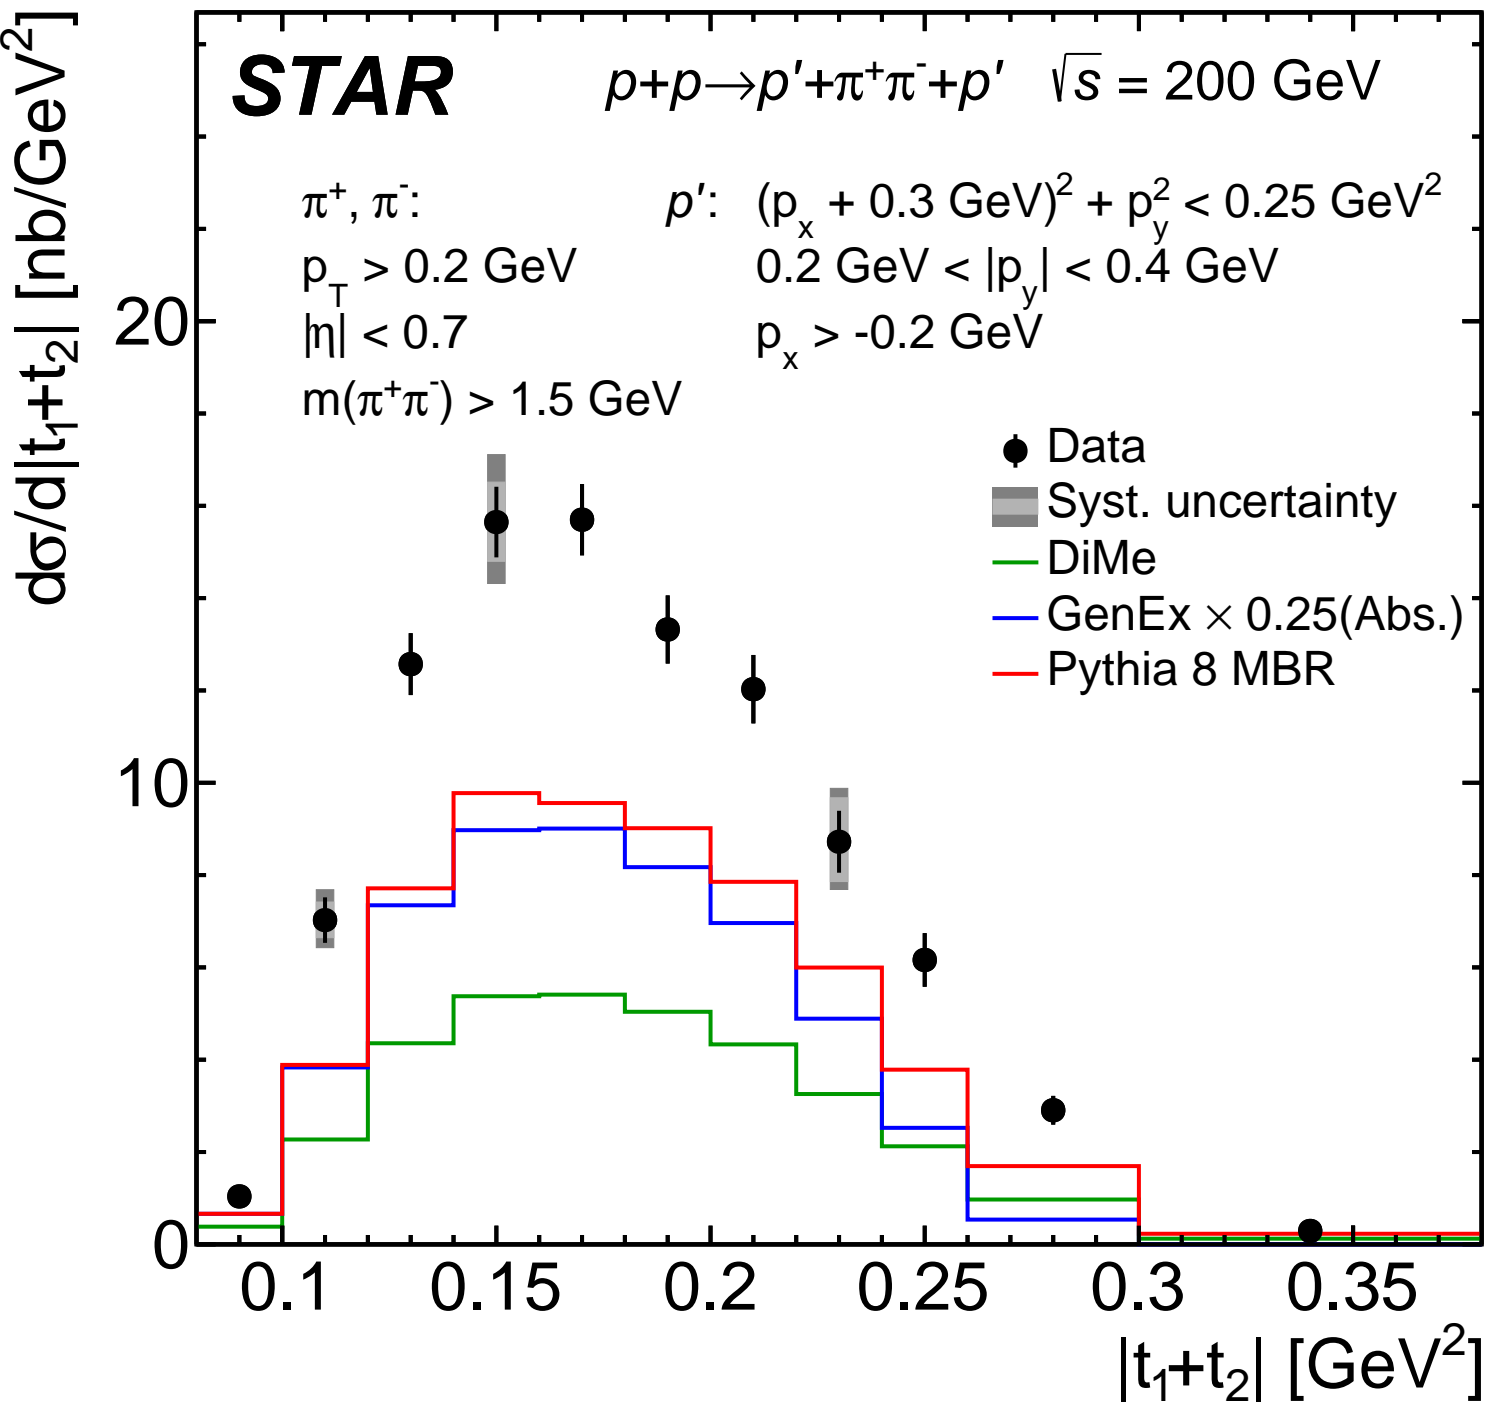 dσ/d|t₁+t₂| [nb/GeV²]
STAR p+p→p′+π⁺π⁻+p′ √s = 200 GeV
π⁺, π⁻: p′: (pₓ + 0.3 GeV)² + p_y² < 0.25 GeV²
p_T > 0.2 GeV 0.2 GeV < |p_y| < 0.4 GeV
|η| < 0.7 pₓ > -0.2 GeV
m(π⁺π⁻) > 1.5 GeV
Data
Syst. uncertainty
DiMe
GenEx × 0.25(Abs.)
Pythia 8 MBR
20
10
0
0.1 0.15 0.2 0.25 0.3 0.35
|t₁+t₂| [GeV²]